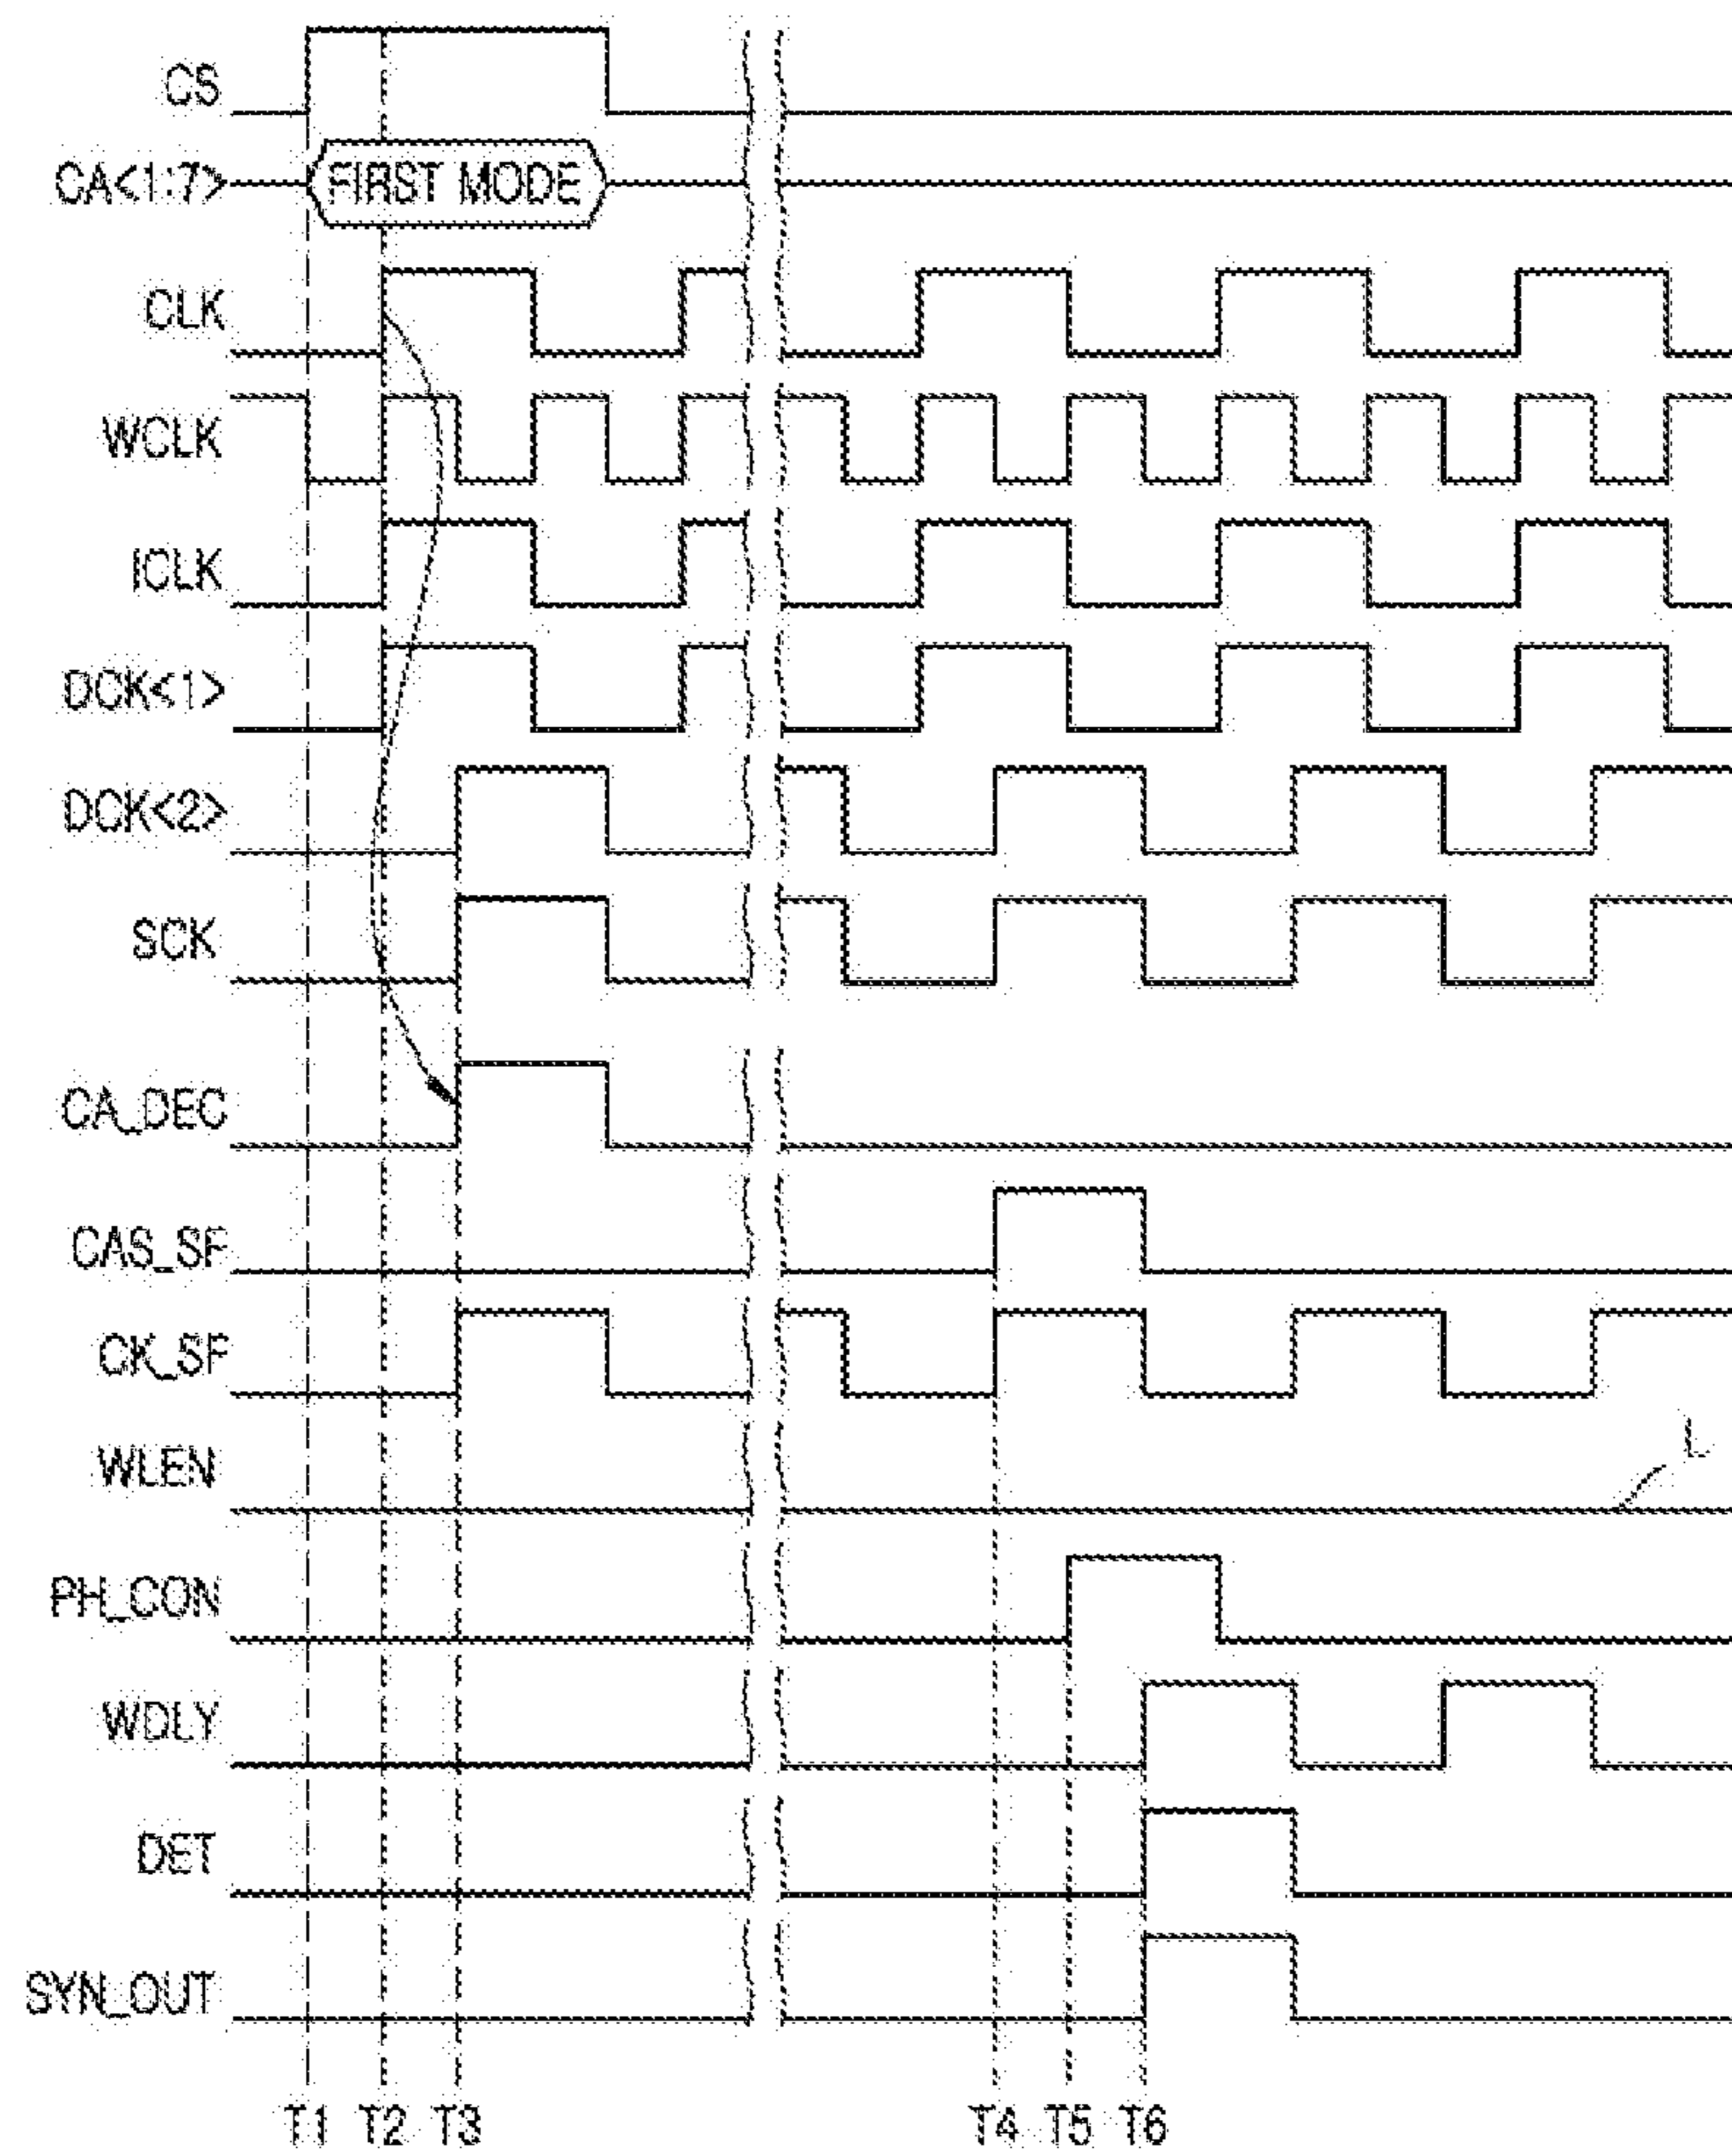 CS
CA<1:7> FIRST MODE
CLK
WCLK
ICLK
DCK<1>
DCK<2>
SCK
CA_DEC
CAS_SF
CK_SF
WLEN
L
PH_CON
WDLY
DET
SYN_OUT
T1 T2 T3 T4 T5 T6